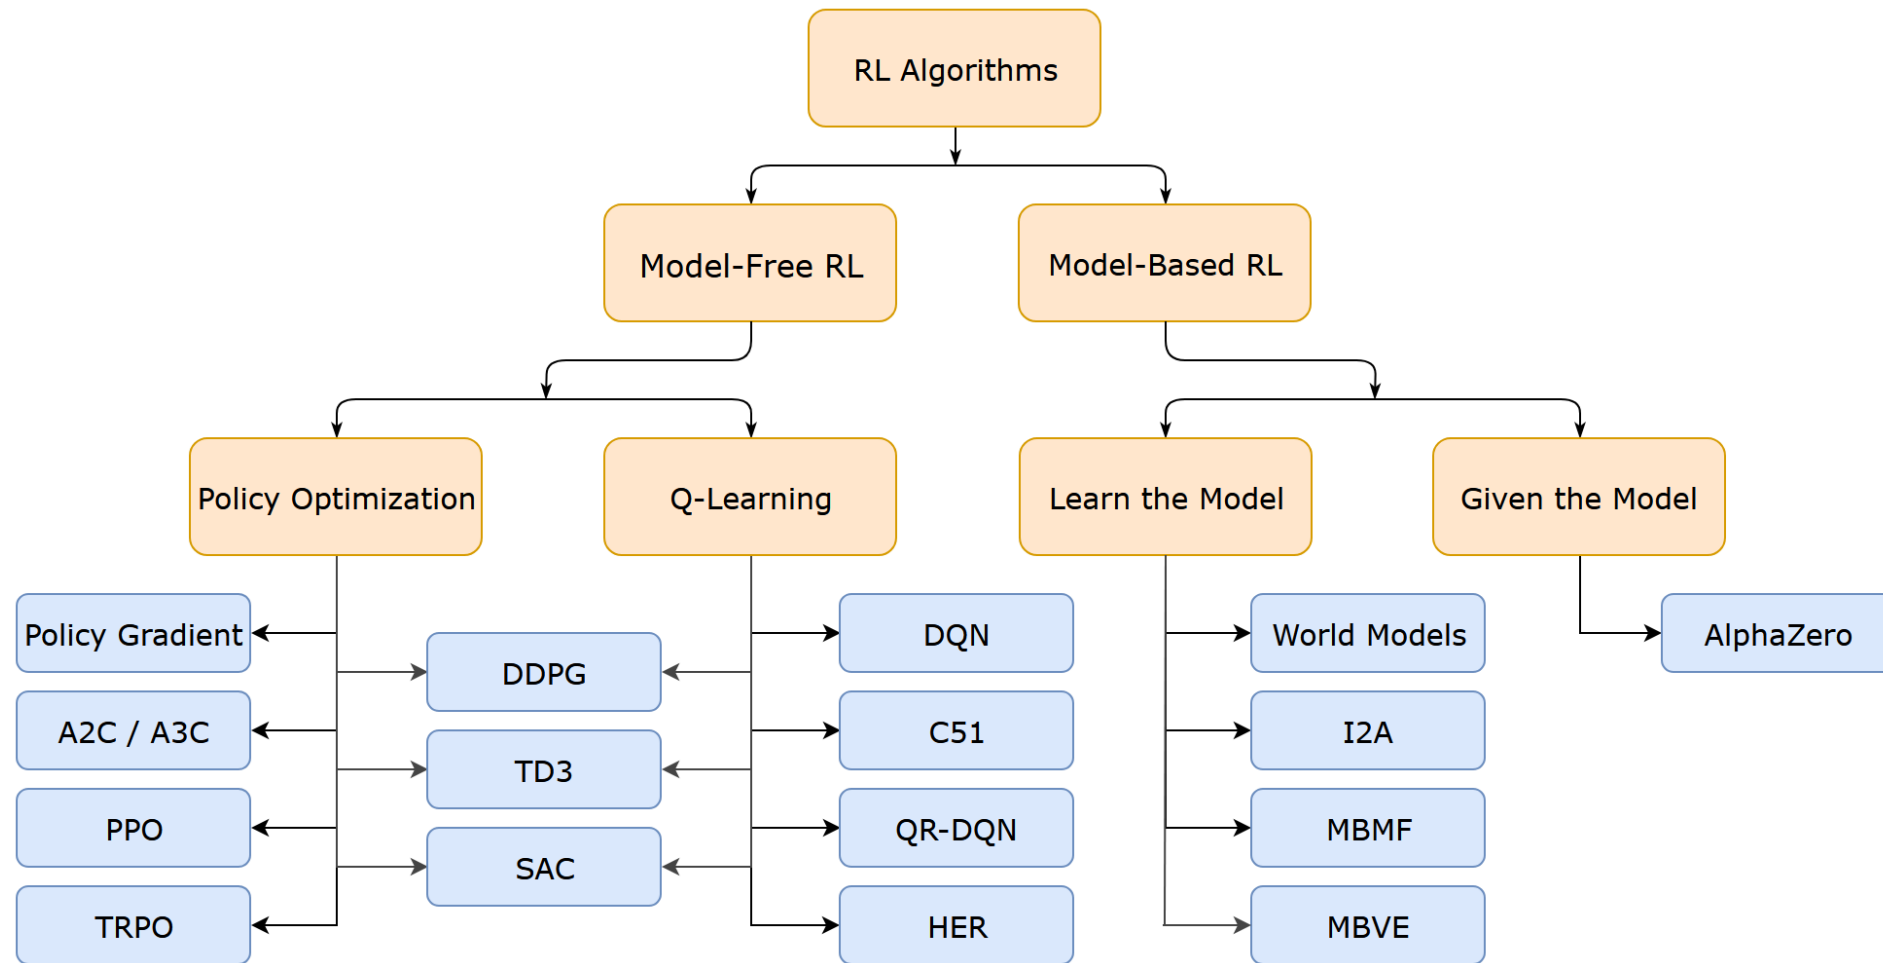 RL Algorithms
Model-Free RL
Model-Based RL
Policy Optimization
Q-Learning
Learn the Model
Given the Model
Policy Gradient
DDPG
DQN
World Models
AlphaZero
A2C / A3C
TD3
C51
I2A
PPO
SAC
QR-DQN
MBMF
TRPO
HER
MBVE